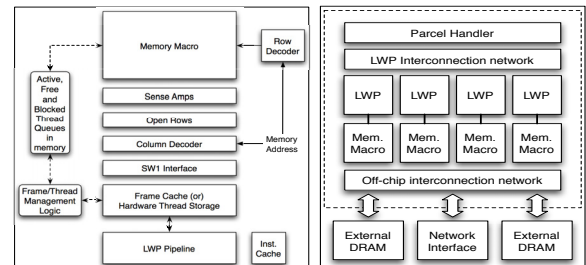 Memory Macro
Row
Decoder
Active,
Free
and
Blocked
Thread
Queues
in
memory
Sense Amps
Open Rows
Column Decoder
Memory
Address
SW1 Interface
Frame/Thread
Management
Logic
Frame Cache (or)
Hardware Thread Storage
LWP Pipeline
Inst.
Cache
Parcel Handler
LWP Interconnection network
LWP
LWP
LWP
LWP
Mem.
Macro
Mem.
Macro
Mem.
Macro
Mem.
Macro
Off-chip interconnection network
External
DRAM
Network
Interface
External
DRAM